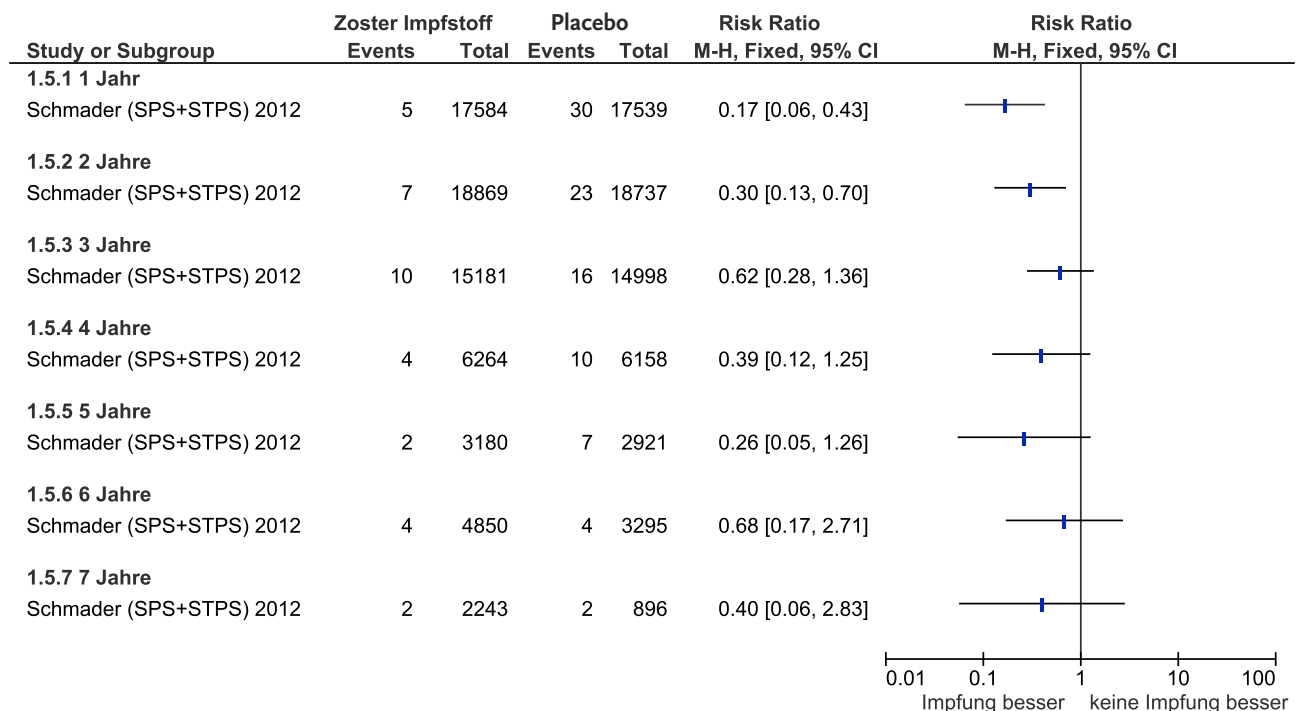 Zoster Impfstoff Placebo Risk Ratio Risk Ratio
Study or Subgroup Events Total Events Total M-H, Fixed, 95% CI M-H, Fixed, 95% CI
1.5.1 1 Jahr
Schmader (SPS+STPS) 2012 5 17584 30 17539 0.17 [0.06, 0.43]
1.5.2 2 Jahre
Schmader (SPS+STPS) 2012 7 18869 23 18737 0.30 [0.13, 0.70]
1.5.3 3 Jahre
Schmader (SPS+STPS) 2012 10 15181 16 14998 0.62 [0.28, 1.36]
1.5.4 4 Jahre
Schmader (SPS+STPS) 2012 4 6264 10 6158 0.39 [0.12, 1.25]
1.5.5 5 Jahre
Schmader (SPS+STPS) 2012 2 3180 7 2921 0.26 [0.05, 1.26]
1.5.6 6 Jahre
Schmader (SPS+STPS) 2012 4 4850 4 3295 0.68 [0.17, 2.71]
1.5.7 7 Jahre
Schmader (SPS+STPS) 2012 2 2243 2 896 0.40 [0.06, 2.83]
0.01 0.1 1 10 100
Impfung besser keine Impfung besser